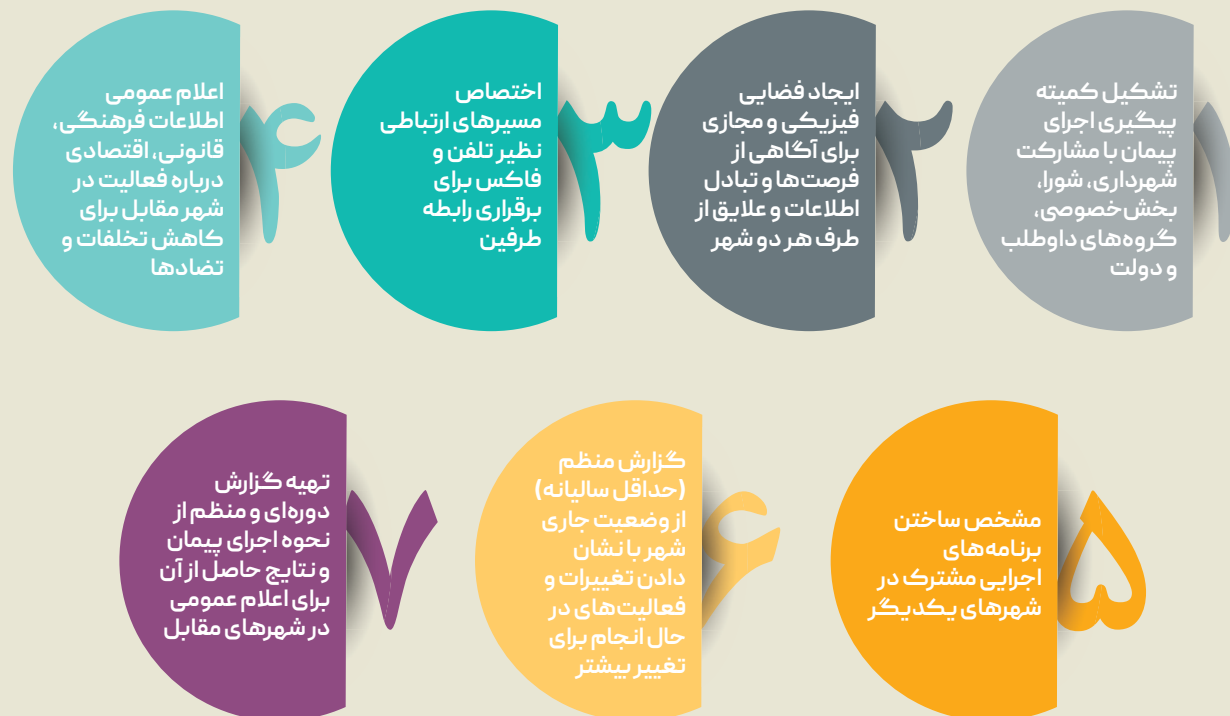 ۱
تشکیل کمیته
پیگیری اجرای
پیمان با مشارکت
شهرداری، شورا،
بخش‌خصوصی،
گروه‌های داوطلب
و دولت
۲
ایجاد فضایی
فیزیکی و مجازی
برای آگاهی از
فرصت‌ها و تبادل
اطلاعات و علایق از
طرف هر دو شهر
۳
اختصاص
مسیرهای ارتباطی
نظیر تلفن و
فاکس برای
برقراری رابطه
طرفین
۴
اعلام عمومی
اطلاعات فرهنگی،
قانونی، اقتصادی
درباره فعالیت در
شهر مقابل برای
کاهش تخلفات و
تضادها
۵
مشخص ساختن
برنامه‌های
اجرایی مشترک در
شهرهای یکدیگر
۶
گزارش منظم
(حداقل سالیانه)
از وضعیت جاری
شهر با نشان
دادن تغییرات و
فعالیت‌های در
حال انجام برای
تغییر بیشتر
۷
تهیه گزارش
دوره‌ای و منظم از
نحوه اجرای پیمان
و نتایج حاصل از آن
برای اعلام عمومی
در شهرهای مقابل